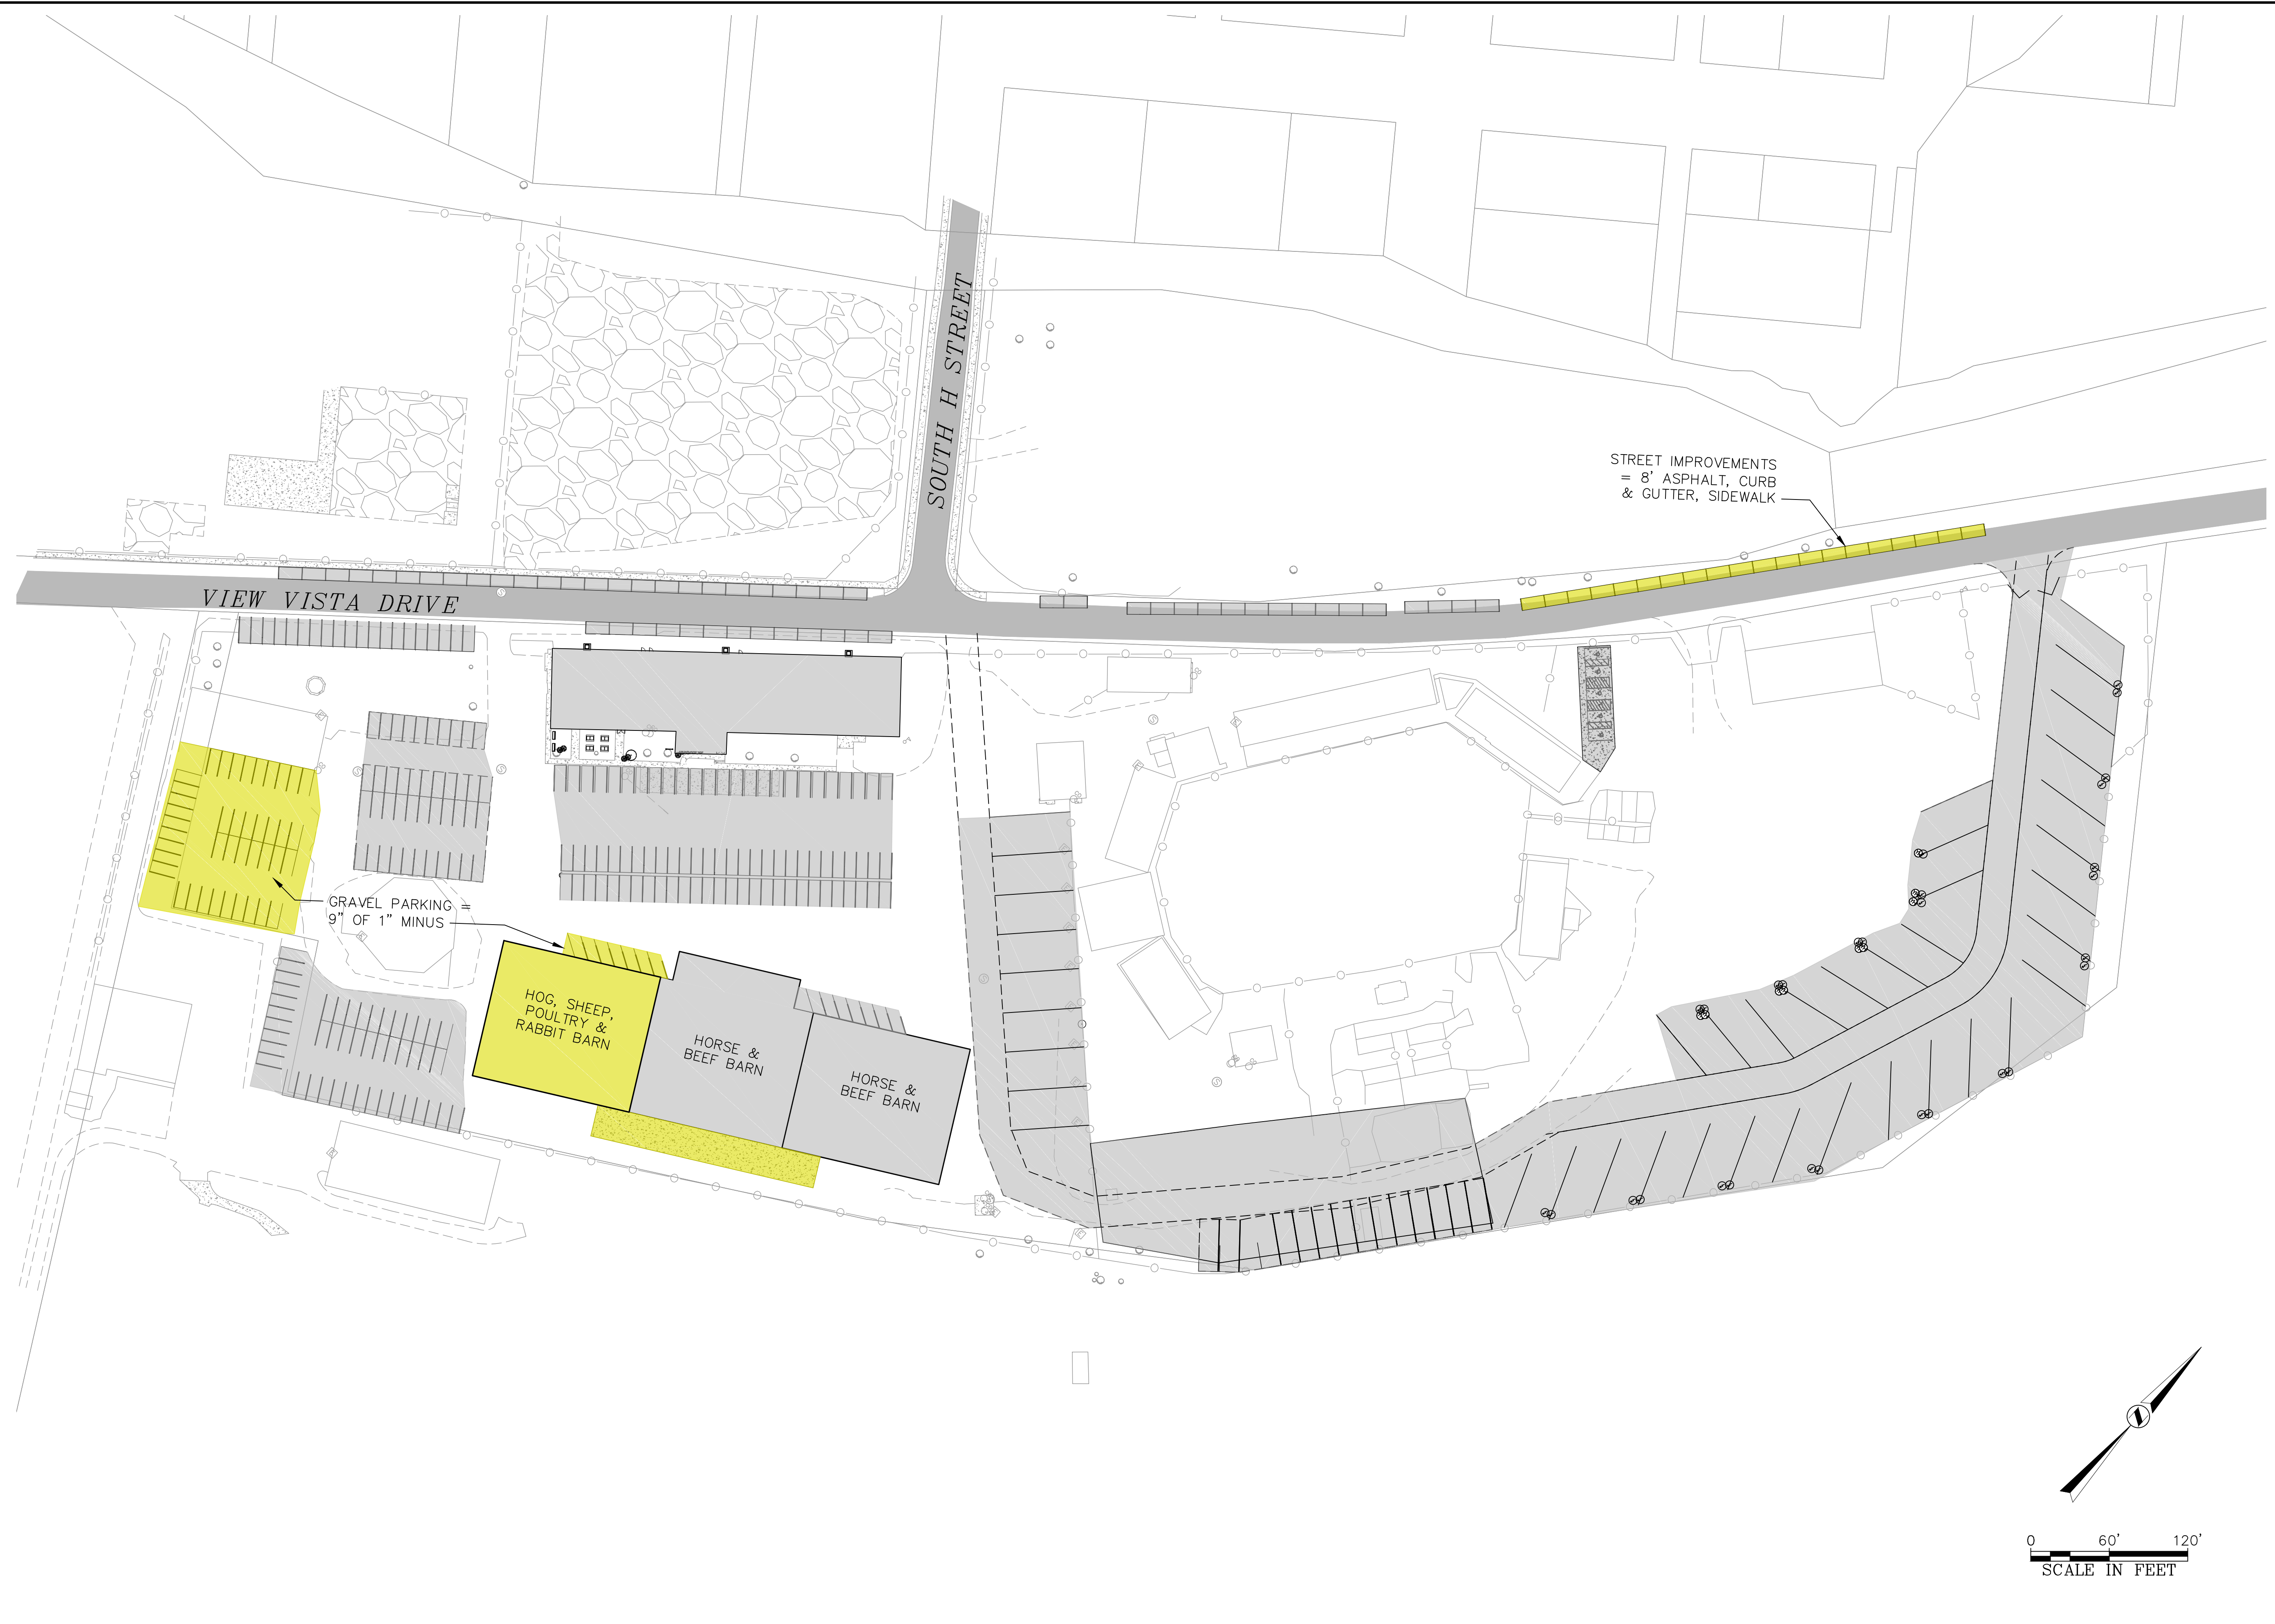 SOUTH H STREET
STREET IMPROVEMENTS
= 8' ASPHALT, CURB
& GUTTER, SIDEWALK
VIEW VISTA DRIVE
GRAVEL PARKING =
9" OF 1" MINUS
HOG, SHEEP,
POULTRY &
RABBIT BARN
HORSE &
BEEF BARN
HORSE &
BEEF BARN
0 60' 120'
SCALE IN FEET